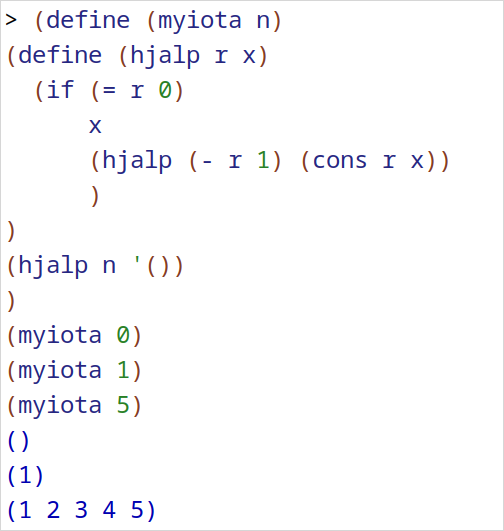 > (define (myiota n)
(define (hjalp r x)
  (if (= r 0)
      x
      (hjalp (- r 1) (cons r x))
      )
)
(hjalp n '())
)
(myiota 0)
(myiota 1)
(myiota 5)
()
(1)
(1 2 3 4 5)